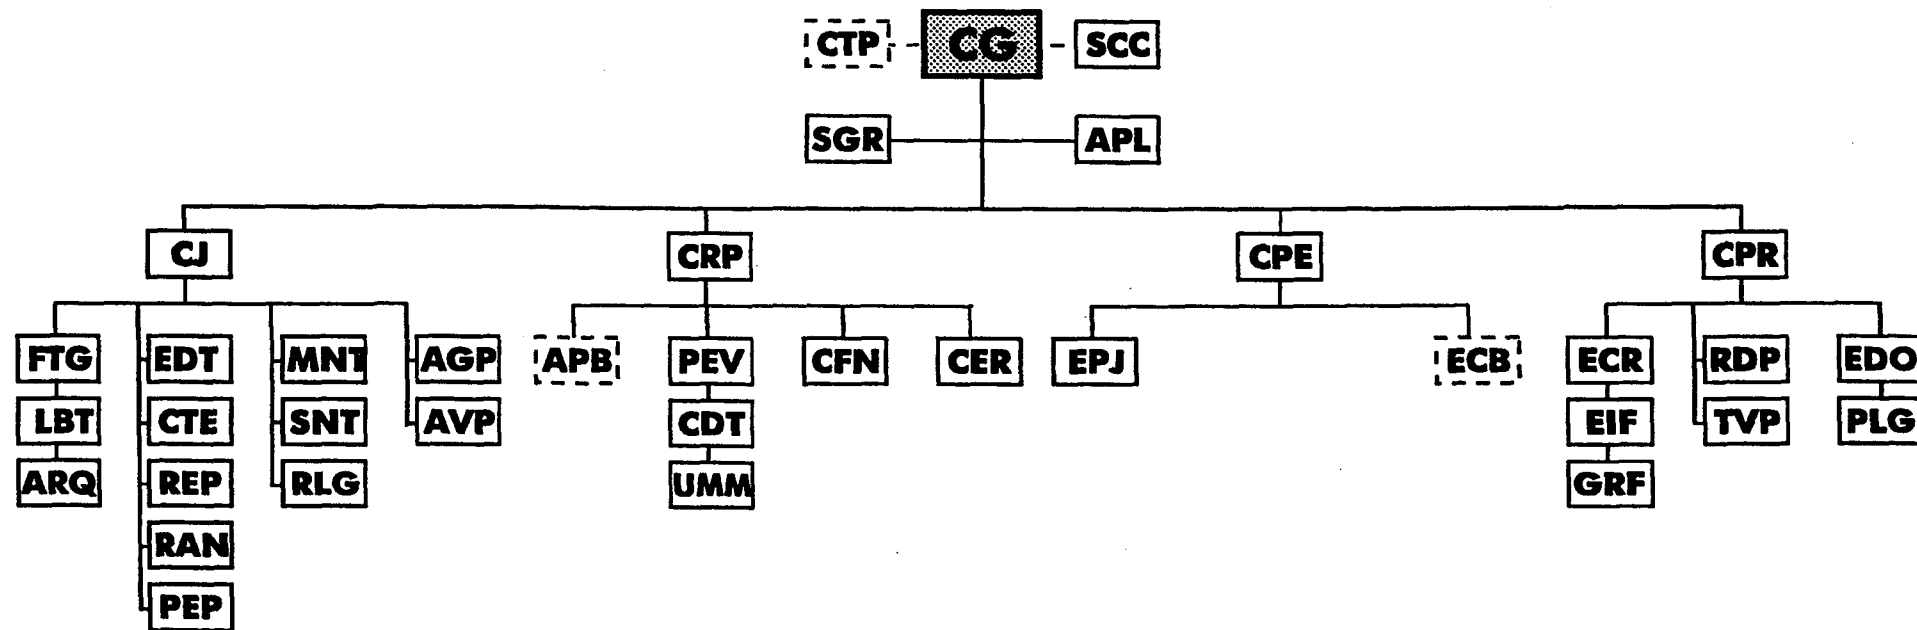 CTP CG SCC
SGR APL
CJ CRP CPE CPR
FTG EDT MNT AGP APB PEV CFN CER EPJ ECB ECR RDP EDO
LBT CTE SNT AVP CDT EIF TVP PLG
ARQ REP RLG UMM GRF
RAN
PEP